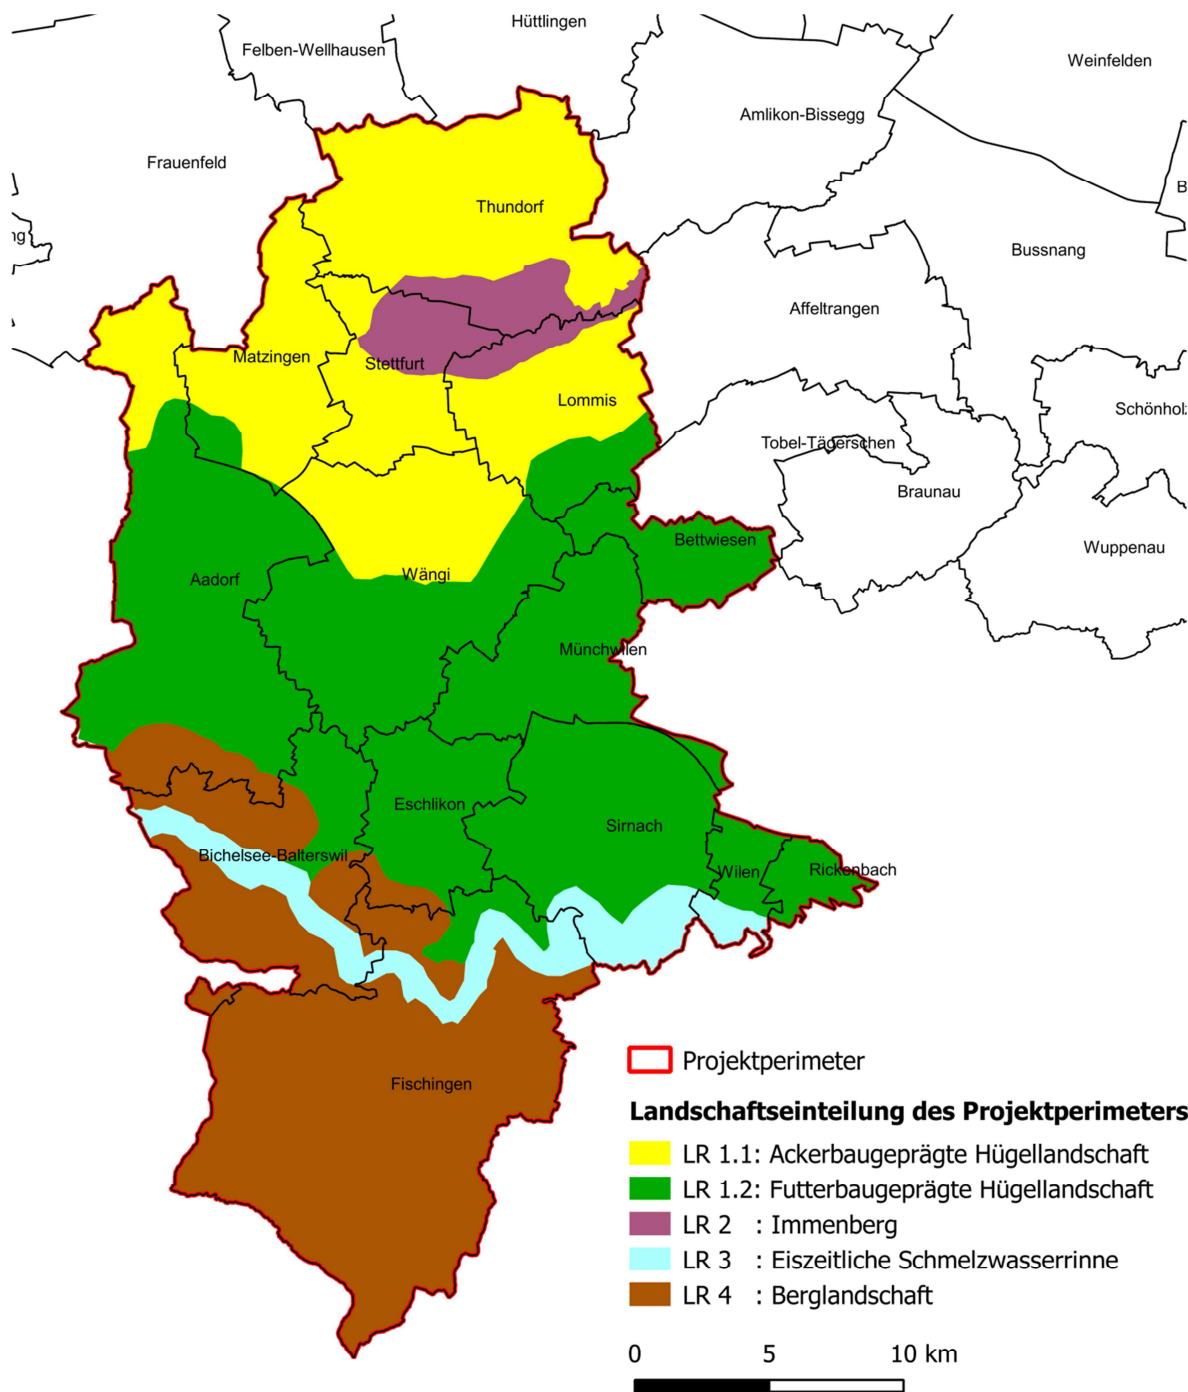 Hüttlingen
Felben-Wellhausen
Weinfelden
Amlikon-Bissegg
Frauenfeld
B
Thundorf
ng
Bussnang
Affeltrangen
Matzingen
Stettfurt
Lommis
Schönholz
Tobel-Tägerschen
Braunau
Bettwiesen
Wuppenau
Wängi
Aadorf
Münchwilen
Eschlikon
Sirnach
Bichelsee-Balterswil
Wilen
Rickenbach
Fischingen
Projektperimeter
Landschaftseinteilung des Projektperimeters
LR 1.1: Ackerbaugeprägte Hügellandschaft
LR 1.2: Futterbaugeprägte Hügellandschaft
LR 2 : Immenberg
LR 3 : Eiszeitliche Schmelzwasserrinne
LR 4 : Berglandschaft
0 5 10 km